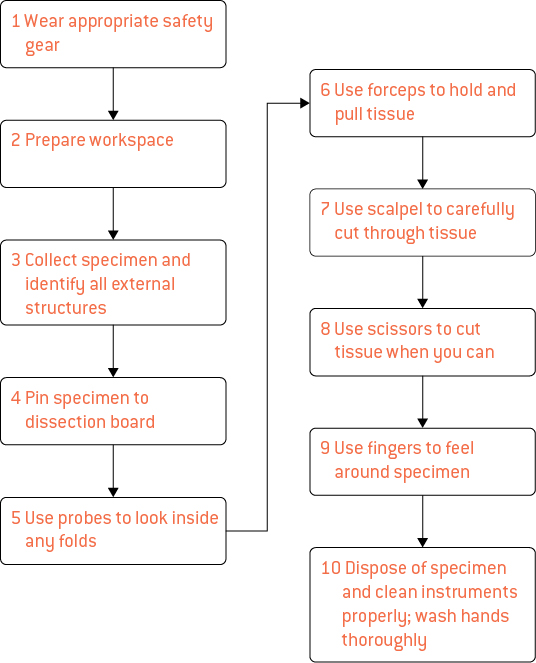 1 Wear appropriate safety
gear
2 Prepare workspace
3 Collect specimen and
identify all external
structures
4 Pin specimen to
dissection board
5 Use probes to look inside
any folds
6 Use forceps to hold and
pull tissue
7 Use scalpel to carefully
cut through tissue
8 Use scissors to cut
tissue when you can
9 Use fingers to feel
around specimen
10 Dispose of specimen
and clean instruments
properly; wash hands
thoroughly